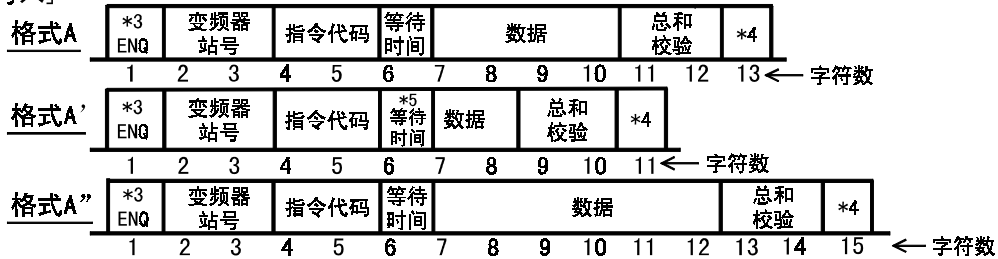 格式A *3 ENQ 变频器站号 指令代码 等待时间 数据 总和校验 *4
1 2 3 4 5 6 7 8 9 10 11 12 13 ← 字符数
格式A' *3 ENQ 变频器站号 指令代码 *5 等待时间 数据 总和校验 *4
1 2 3 4 5 6 7 8 9 10 11 ← 字符数
格式A" *3 ENQ 变频器站号 指令代码 等待时间 数据 总和校验 *4
1 2 3 4 5 6 7 8 9 10 11 12 13 14 15 ← 字符数